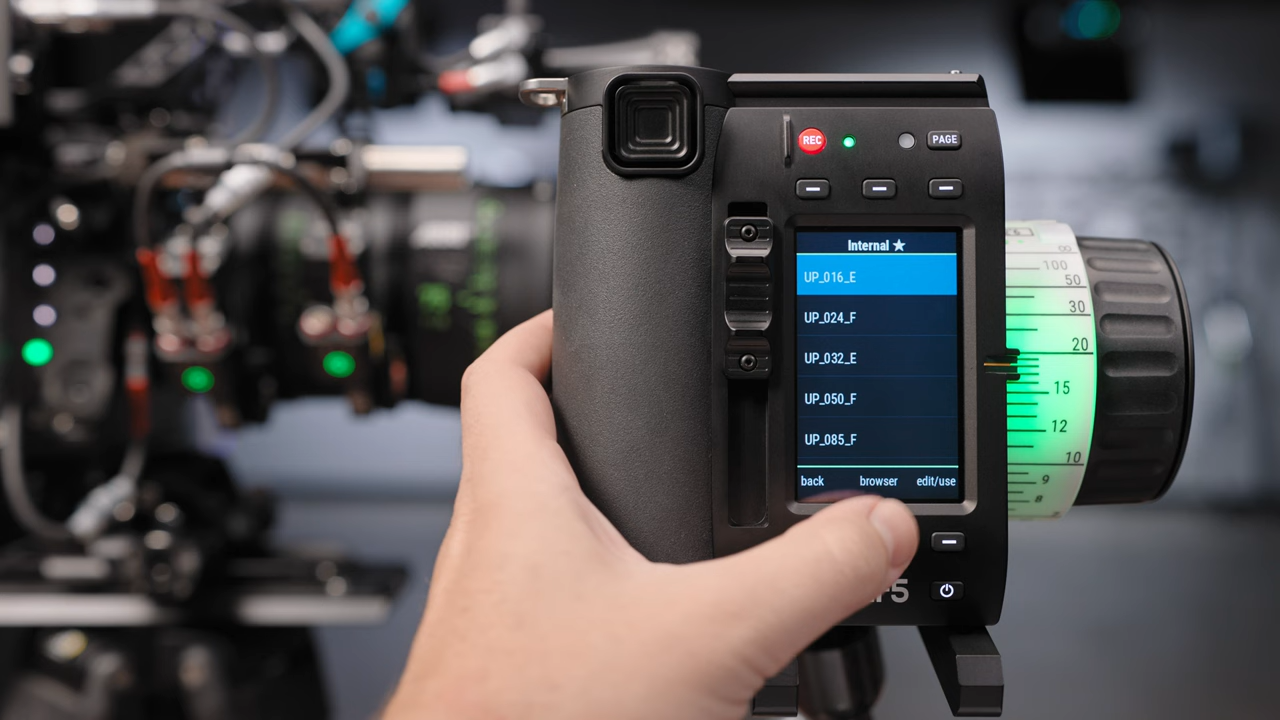 REC
PAGE
Internal ★
UP_016_E
UP_024_F
UP_032_E
UP_050_F
UP_085_F
back browser edit/use
∞
100
50
30
20
15
12
10
9
8